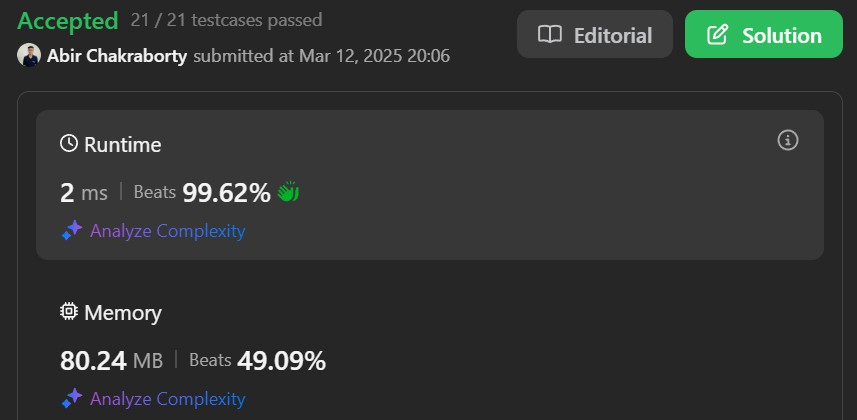 Accepted 21 / 21 testcases passed
Editorial
Solution
Abir Chakraborty submitted at Mar 12, 2025 20:06
Runtime
2 ms | Beats 99.62%
Analyze Complexity
Memory
80.24 MB | Beats 49.09%
Analyze Complexity